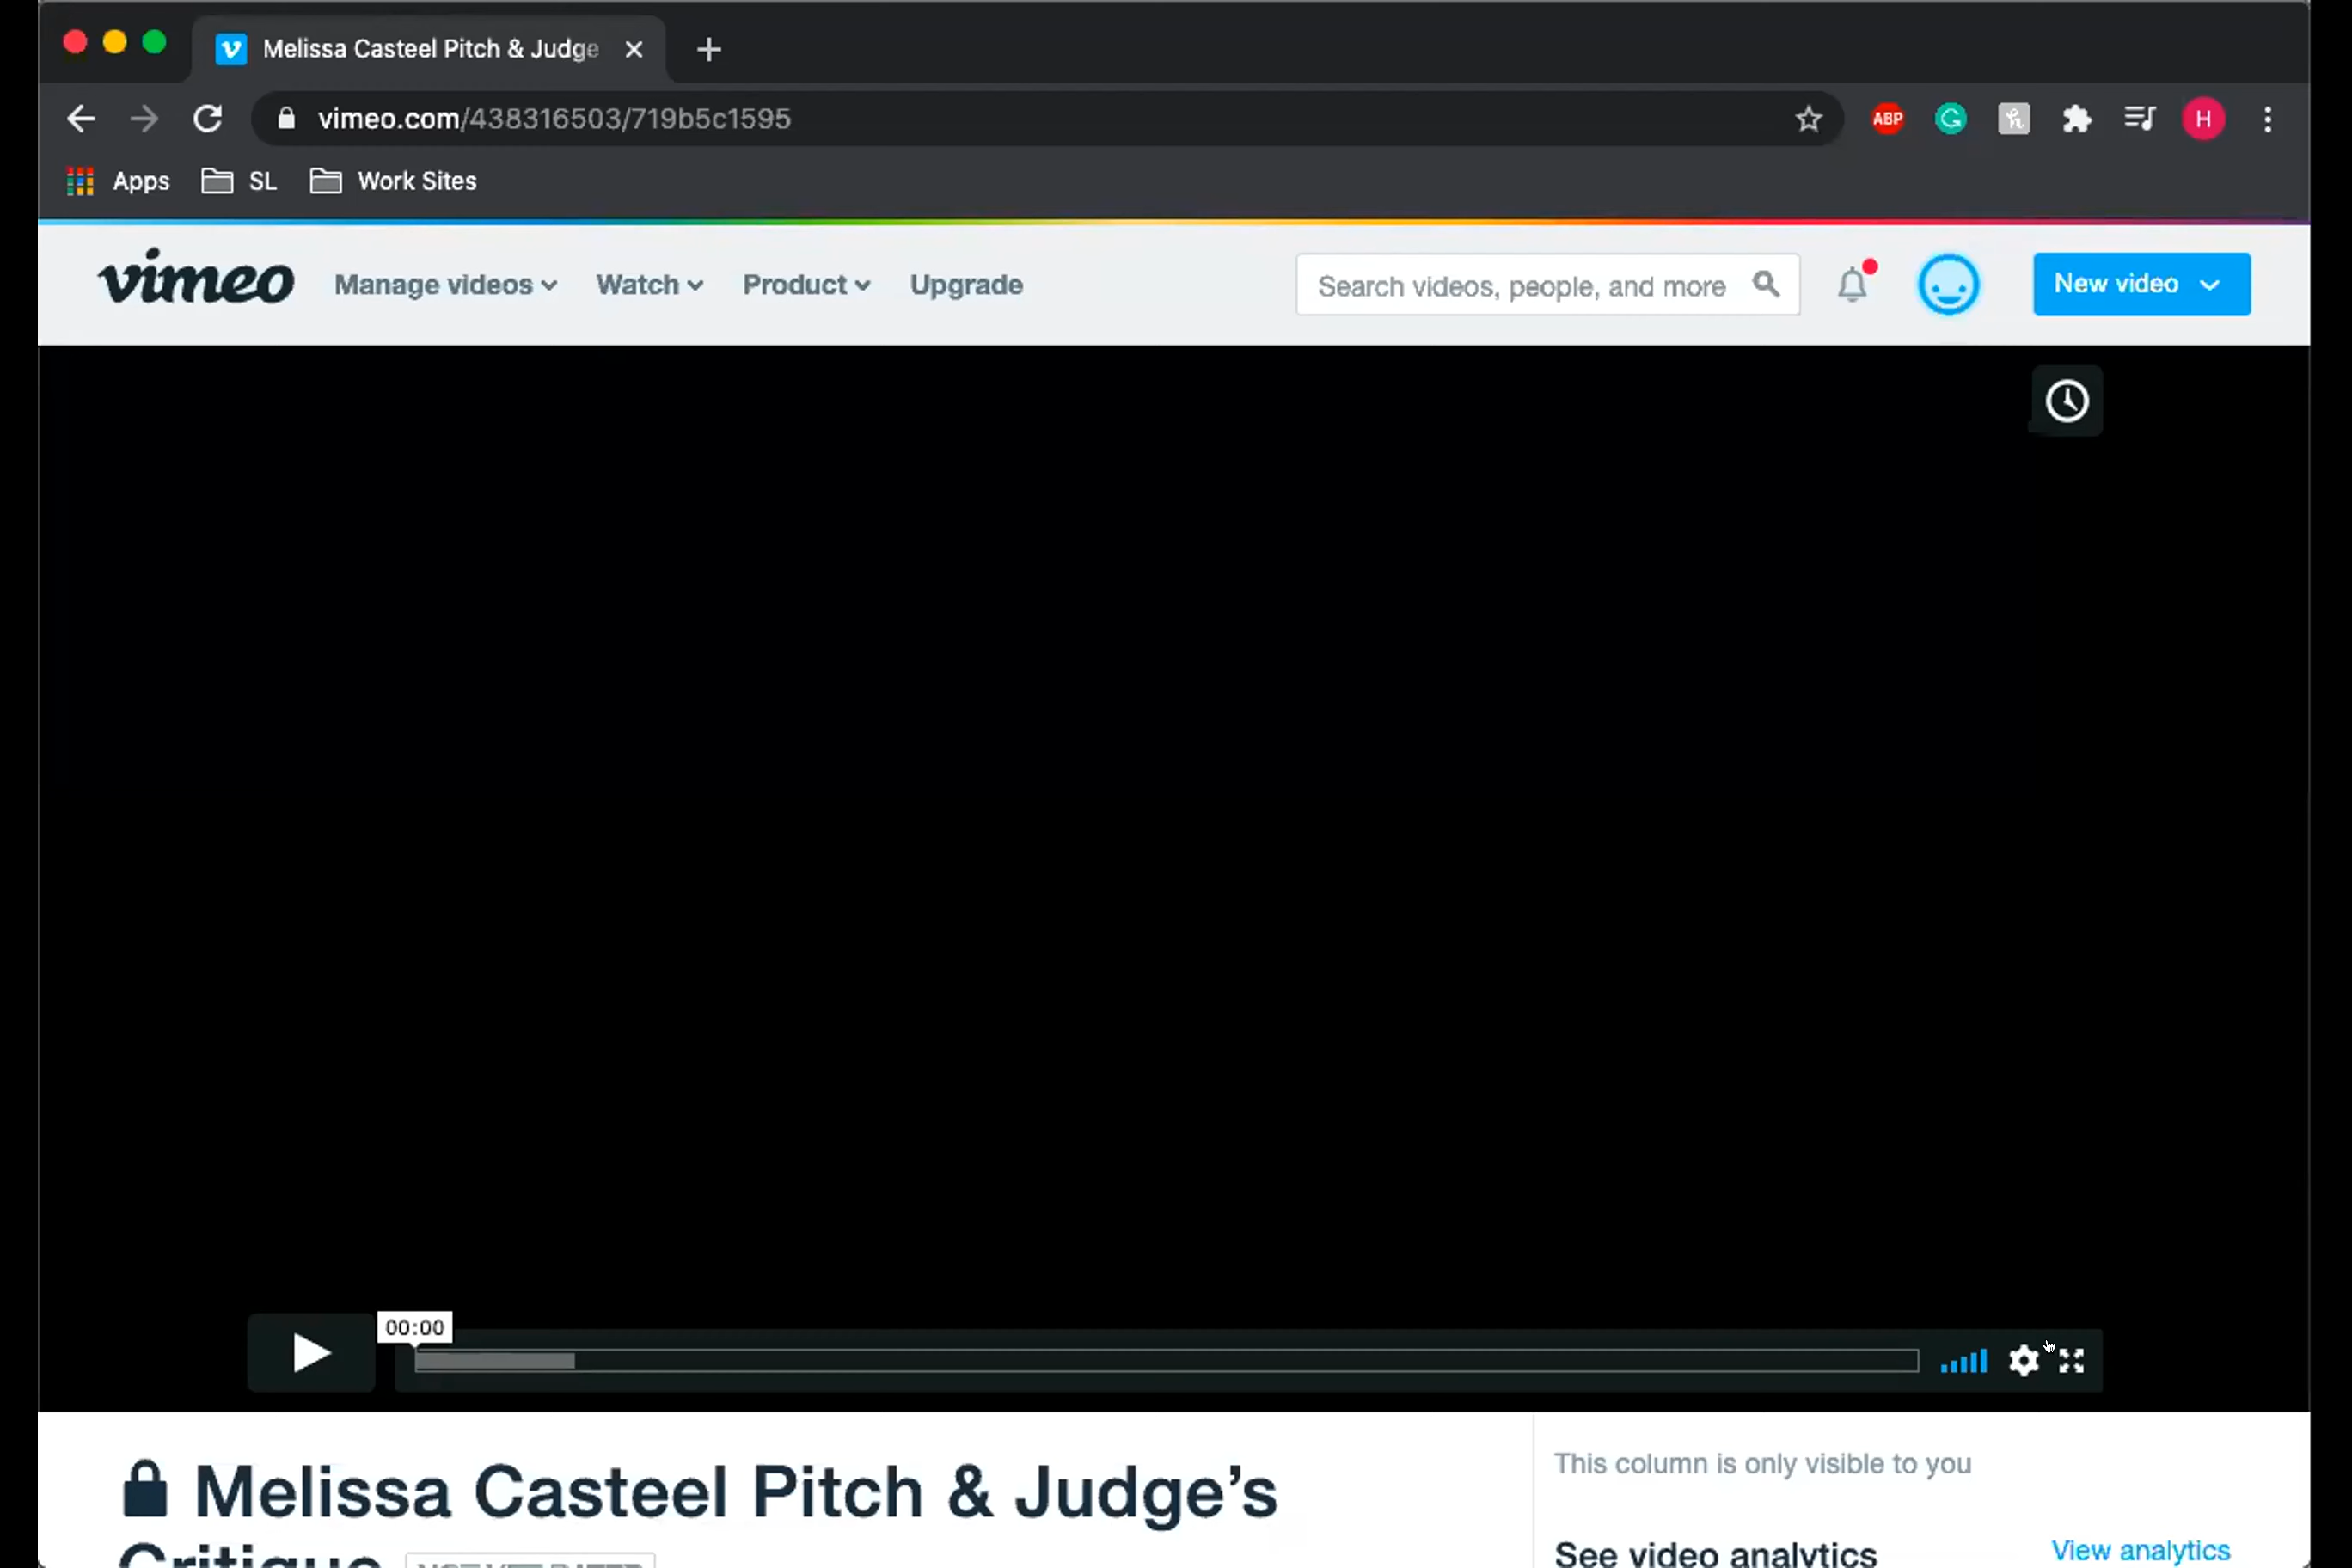 Melissa Casteel Pitch & Judge
vimeo.com/438316503/719b5c1595
ABP
H
Apps SL Work Sites
vimeo Manage videos Watch Product Upgrade Search videos, people, and more New video
00:00
Melissa Casteel Pitch & Judge’s
Critique
This column is only visible to you
See video analytics View analytics